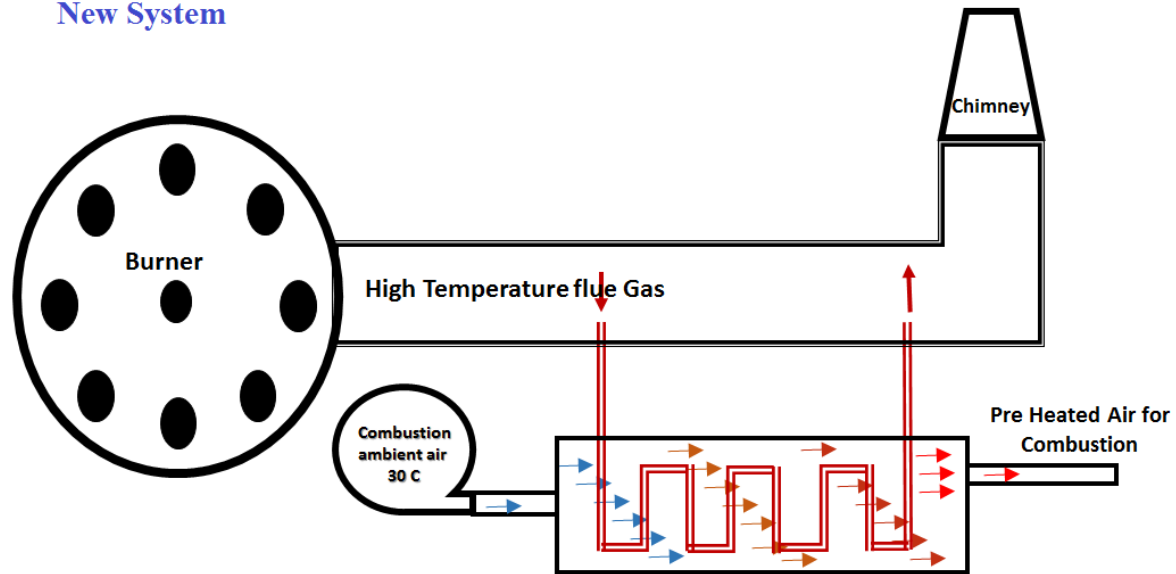 New System
Chimney
Burner
High Temperature flue Gas
Combustion
ambient air
30 C
Pre Heated Air for
Combustion